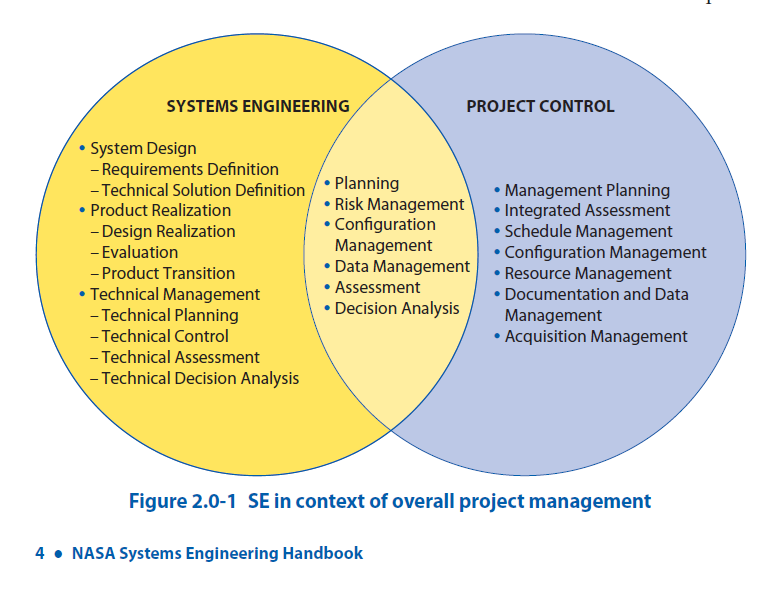 SYSTEMS ENGINEERING
• System Design
– Requirements Definition
– Technical Solution Definition
• Product Realization
– Design Realization
– Evaluation
– Product Transition
• Technical Management
– Technical Planning
– Technical Control
– Technical Assessment
– Technical Decision Analysis
• Planning
• Risk Management
• Configuration
Management
• Data Management
• Assessment
• Decision Analysis
PROJECT CONTROL
• Management Planning
• Integrated Assessment
• Schedule Management
• Configuration Management
• Resource Management
• Documentation and Data
Management
• Acquisition Management
Figure 2.0-1 SE in context of overall project management
4 • NASA Systems Engineering Handbook